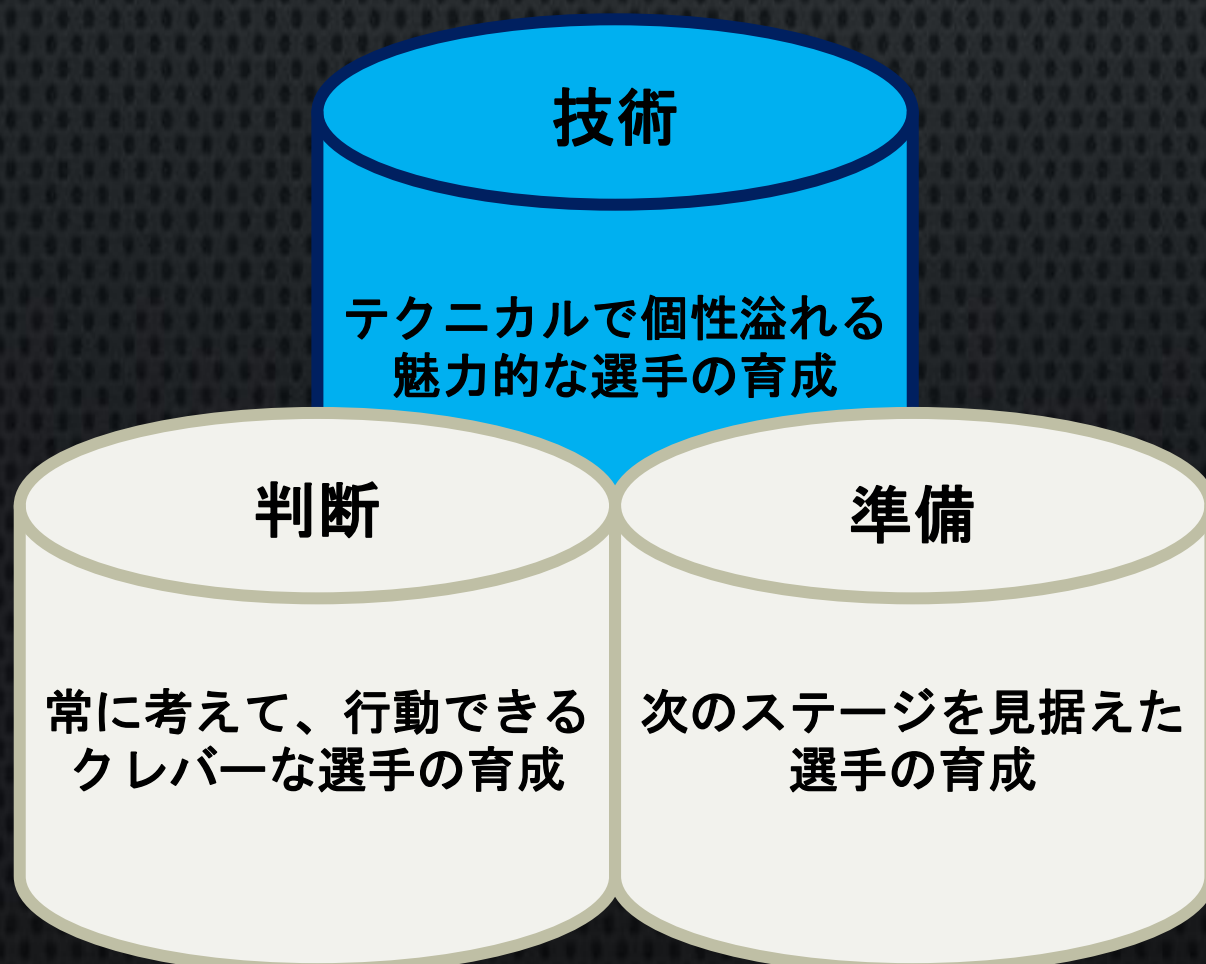 技術
テクニカルで個性溢れる
魅力的な選手の育成
判断
常に考えて、行動できる
クレバーな選手の育成
準備
次のステージを見据えた
選手の育成